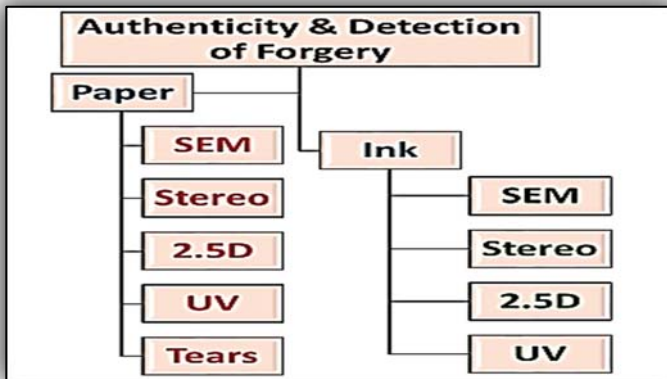 Authenticity & Detection
of Forgery
Paper
SEM
Stereo
2.5D
UV
Tears
Ink
SEM
Stereo
2.5D
UV